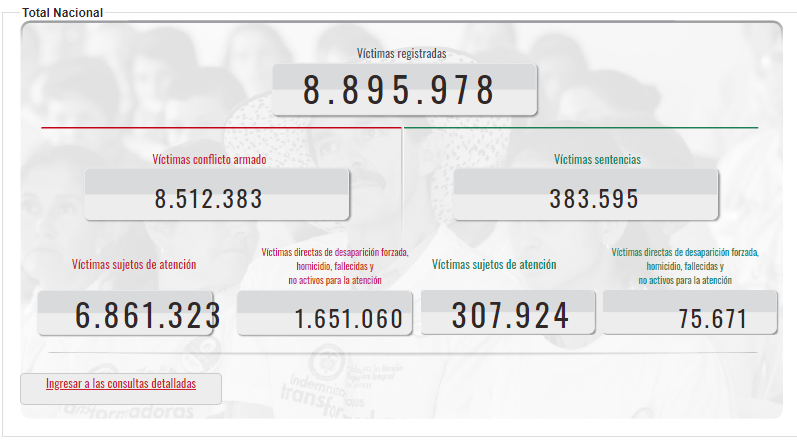 Total Nacional
Víctimas registradas
8.895.978
Víctimas conflicto armado
8.512.383
Víctimas sentencias
383.595
Víctimas sujetos de atención
6.861.323
Víctimas directas de desaparición forzada,
homicidio, fallecidas y
no activos para la atención
1.651.060
Víctimas sujetos de atención
307.924
Víctimas directas de desaparición forzada,
homicidio, fallecidas y
no activos para la atención
75.671
Ingresar a las consultas detalladas